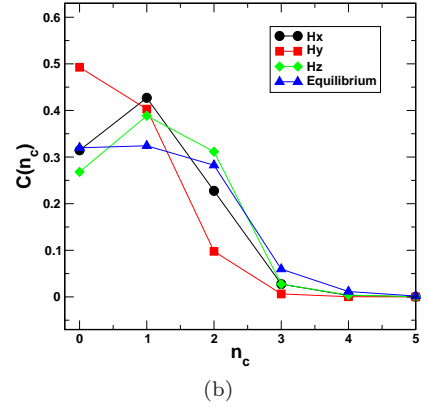 0.6
0.5
0.4
0.3
0.2
0.1
0
C(n_c)
Hx
Hy
Hz
Equilibrium
0 1 2 3 4 5
n_c
(b)